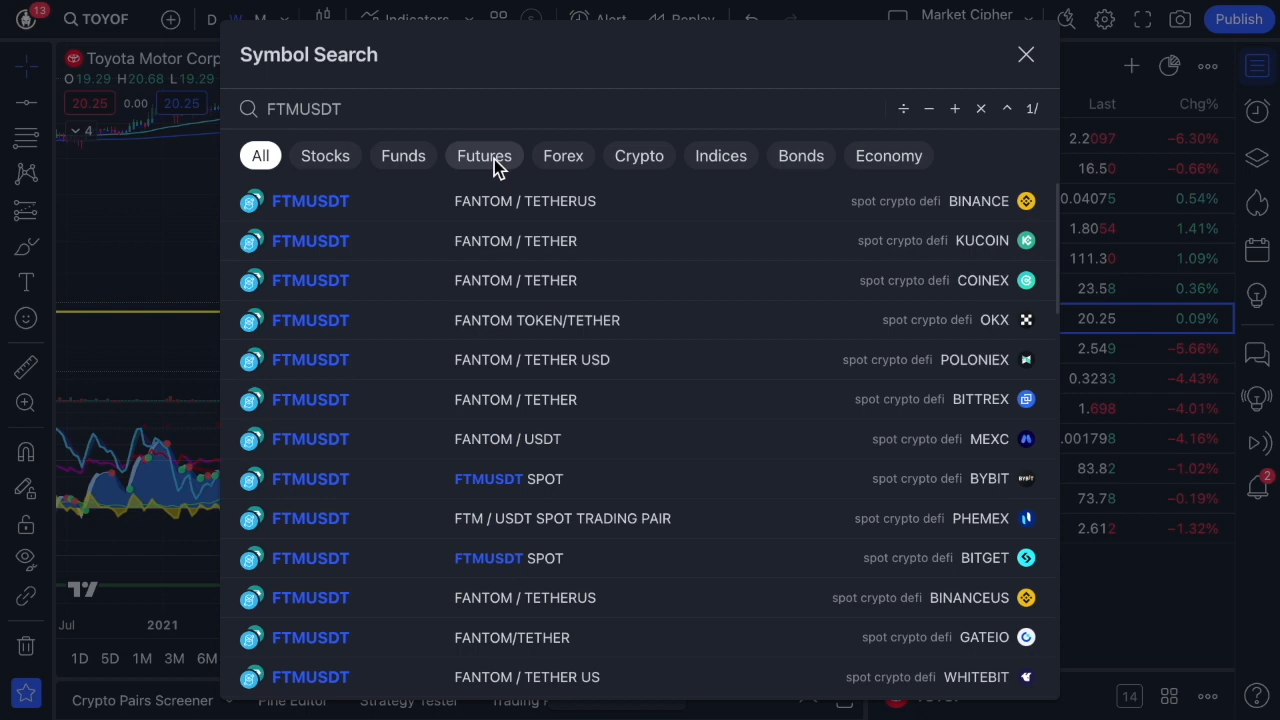 13
TOYOF
D W M
Indicators
Alert
Replay
Market Cipher
Publish
Toyota Motor Corp
O19.29 H20.68 L19.29
20.25 0.00 20.25
4
Symbol Search
FTMUSDT
÷ − + × ^ 1/
All Stocks Funds Futures Forex Crypto Indices Bonds Economy
FTMUSDT FANTOM / TETHERUS spot crypto defi BINANCE
FTMUSDT FANTOM / TETHER spot crypto defi KUCOIN
FTMUSDT FANTOM / TETHER spot crypto defi COINEX
FTMUSDT FANTOM TOKEN/TETHER spot crypto defi OKX
FTMUSDT FANTOM / TETHER USD spot crypto defi POLONIEX
FTMUSDT FANTOM / TETHER spot crypto defi BITTREX
FTMUSDT FANTOM / USDT spot crypto defi MEXC
FTMUSDT FTMUSDT SPOT spot crypto defi BYBIT
FTMUSDT FTM / USDT SPOT TRADING PAIR spot crypto defi PHEMEX
FTMUSDT FTMUSDT SPOT spot crypto defi BITGET
FTMUSDT FANTOM / TETHERUS spot crypto defi BINANCEUS
FTMUSDT FANTOM/TETHER spot crypto defi GATEIO
FTMUSDT FANTOM / TETHER US spot crypto defi WHITEBIT
Last Chg%
2.2097 −6.30%
16.50 −0.66%
0.04075 0.54%
1.8054 1.41%
111.30 1.09%
23.58 0.36%
20.25 0.09%
2.549 −5.66%
0.3233 −4.43%
1.698 −4.01%
.001798 −4.16%
83.82 −1.02%
73.78 −0.19%
2.612 −1.32%
2
14
Jul 2021
1D 5D 1M 3M 6M
Crypto Pairs Screener
Pine Editor
Strategy Tester